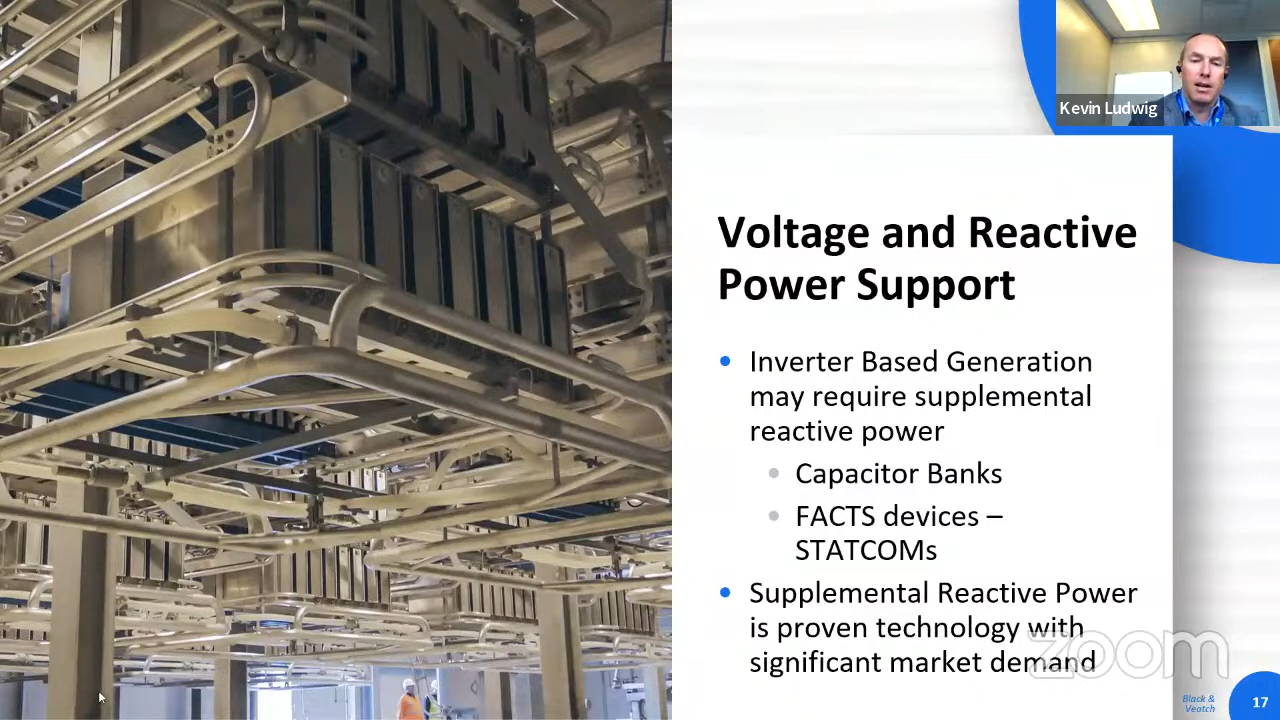 Kevin Ludwig
Voltage and Reactive
Power Support
• Inverter Based Generation
may require supplemental
reactive power
• Capacitor Banks
• FACTS devices –
STATCOMs
• Supplemental Reactive Power
is proven technology with
significant market demand
zoom
Black &
Veatch
17